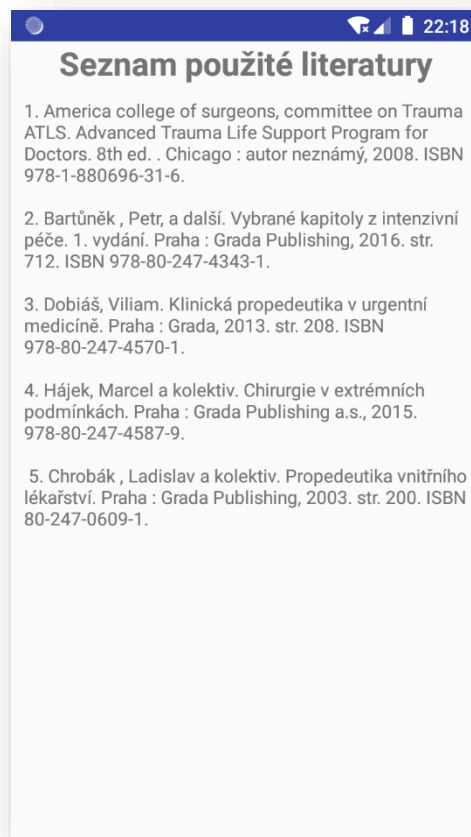 22:18
Seznam použité literatury
1. America college of surgeons, committee on Trauma
ATLS. Advanced Trauma Life Support Program for
Doctors. 8th ed. . Chicago : autor neznámý, 2008. ISBN
978-1-880696-31-6.
2. Bartůněk , Petr, a další. Vybrané kapitoly z intenzivní
péče. 1. vydání. Praha : Grada Publishing, 2016. str.
712. ISBN 978-80-247-4343-1.
3. Dobiáš, Viliam. Klinická propedeutika v urgentní
medicíně. Praha : Grada, 2013. str. 208. ISBN
978-80-247-4570-1.
4. Hájek, Marcel a kolektiv. Chirurgie v extrémních
podmínkách. Praha : Grada Publishing a.s., 2015.
978-80-247-4587-9.
5. Chrobák , Ladislav a kolektiv. Propedeutika vnitřního
lékařství. Praha : Grada Publishing, 2003. str. 200. ISBN
80-247-0609-1.